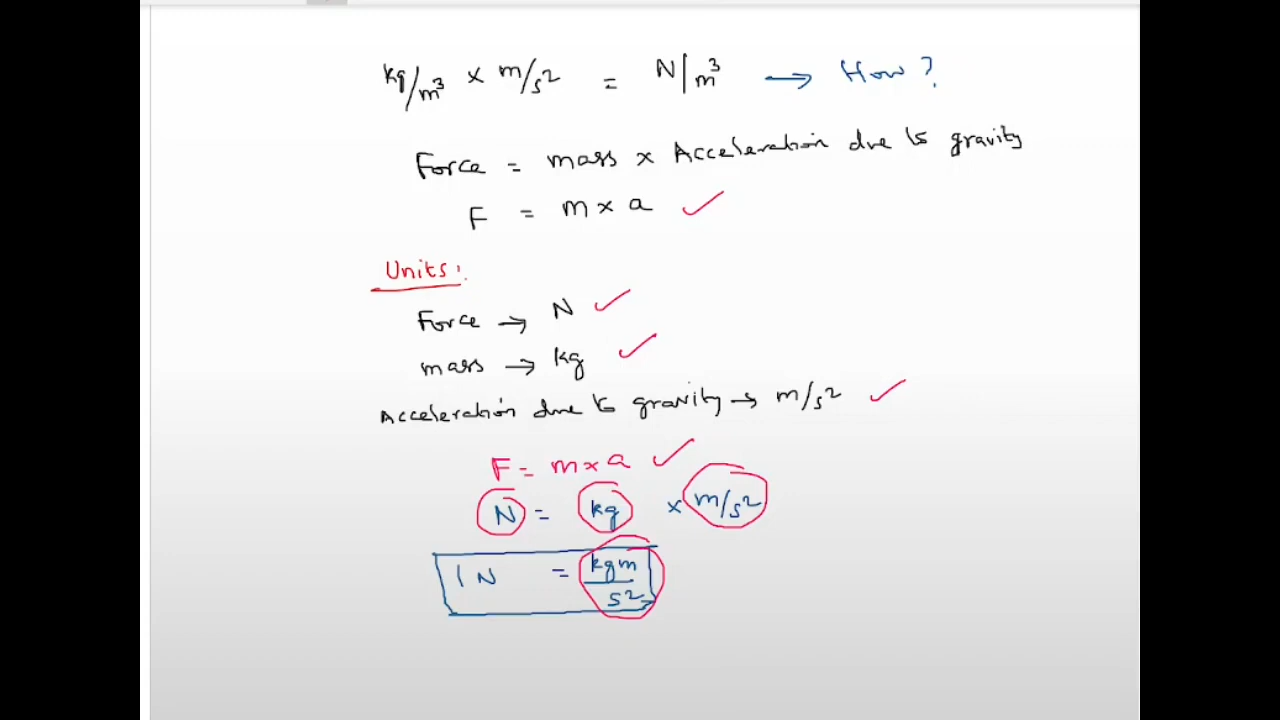 kg/m³ x m/s² = N/m³ → How?
Force = mass x Acceleration due to gravity
F = m x a ✓
Units:
Force → N ✓
mass → kg ✓
Acceleration due to gravity → m/s² ✓
F = m x a ✓
N = kg x m/s²
1 N = kgm/s²